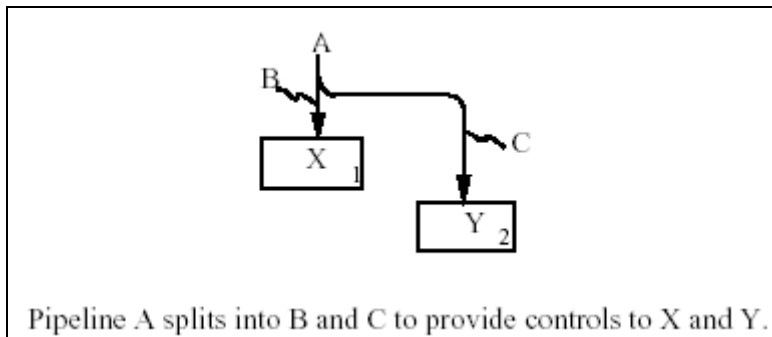 A
B
X
1
C
Y
2
Pipeline A splits into B and C to provide controls to X and Y.